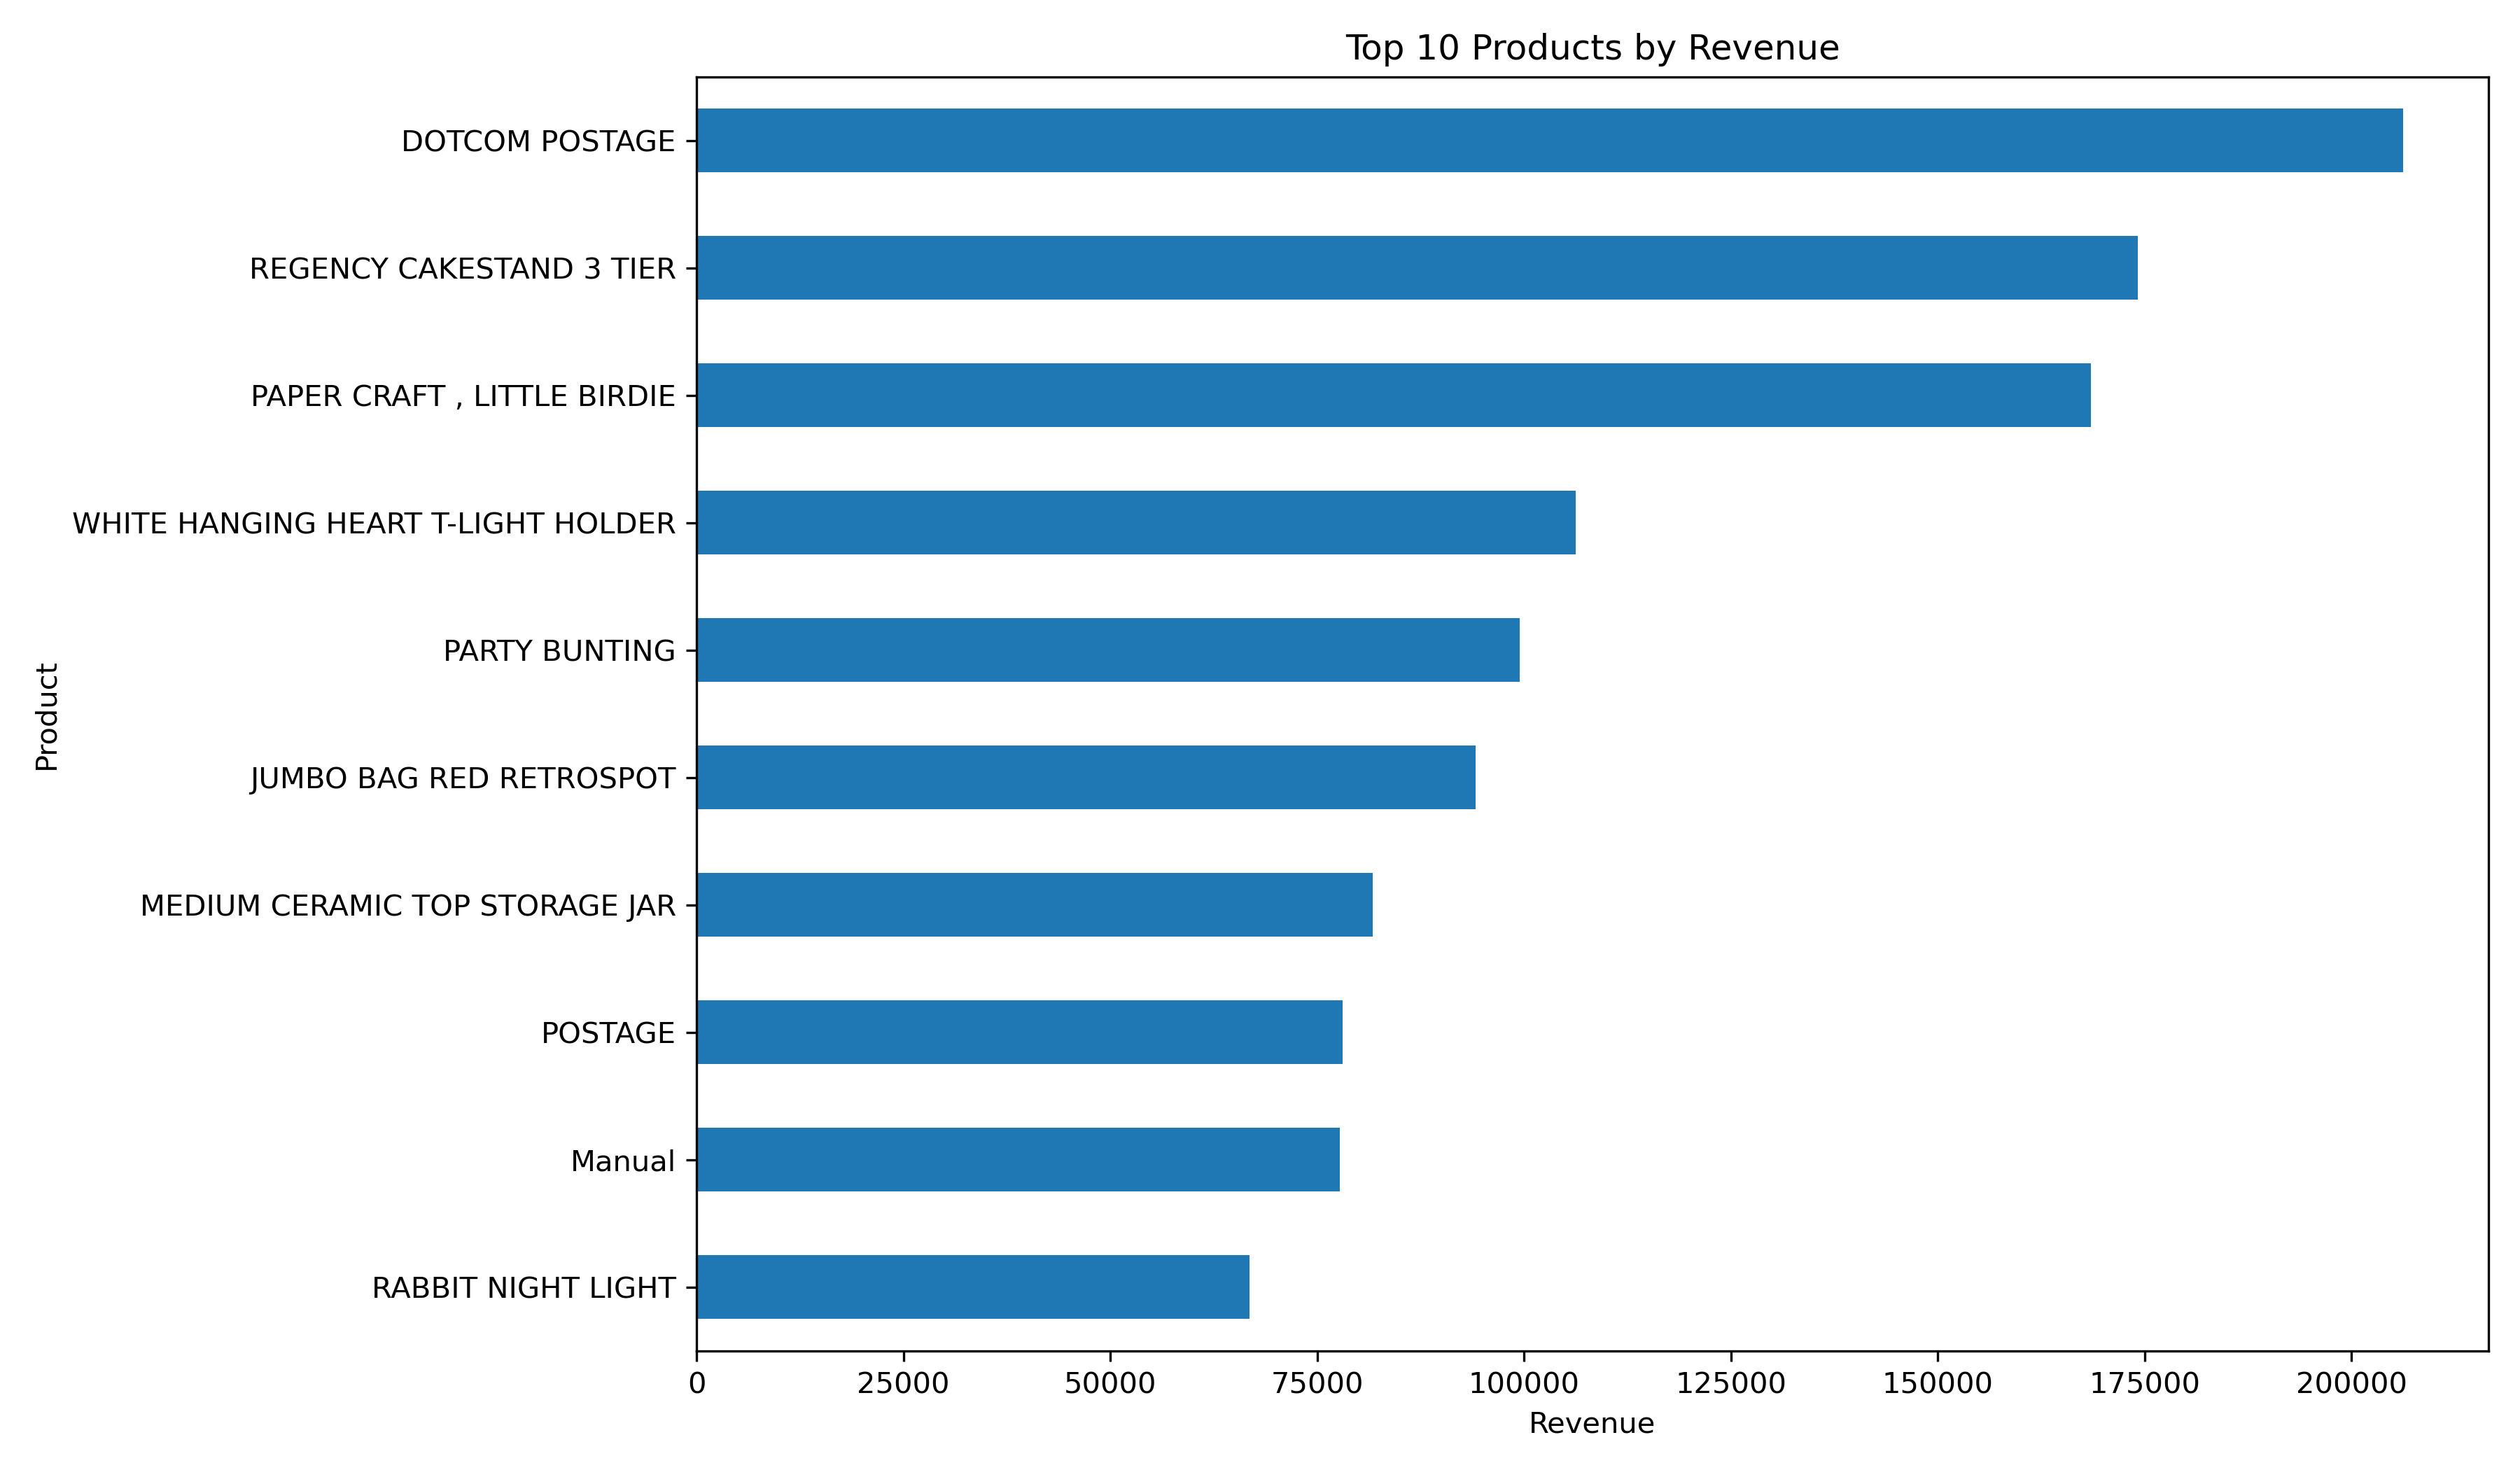 Top 10 Products by Revenue
DOTCOM POSTAGE
REGENCY CAKESTAND 3 TIER
PAPER CRAFT , LITTLE BIRDIE
WHITE HANGING HEART T-LIGHT HOLDER
PARTY BUNTING
JUMBO BAG RED RETROSPOT
MEDIUM CERAMIC TOP STORAGE JAR
POSTAGE
Manual
RABBIT NIGHT LIGHT
Product
0 25000 50000 75000 100000 125000 150000 175000 200000
Revenue